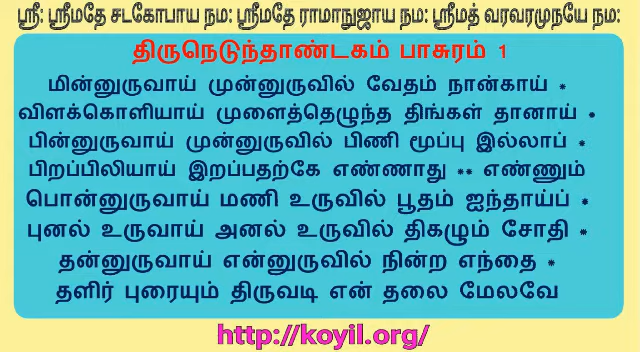 ஸ்ரீ: ஸ்ரீமதே சடகோபாய நம: ஸ்ரீமதே ராமாநுஜாய நம: ஸ்ரீமத் வரவரமுநயே நம:
திருநெடுந்தாண்டகம் பாசுரம் 1
மின்னுருவாய் முன்னுருவில் வேதம் நான்காய் *
விளக்கொளியாய் முளைத்தெழுந்த திங்கள் தானாய் *
பின்னுருவாய் முன்னுருவில் பிணி மூப்பு இல்லாப் *
பிறப்பிலியாய் இறப்பதற்கே எண்ணாது ** எண்ணும்
பொன்னுருவாய் மணி உருவில் பூதம் ஐந்தாய்ப் *
புனல் உருவாய் அனல் உருவில் திகழும் சோதி *
தன்னுருவாய் என்னுருவில் நின்ற எந்தை *
தளிர் புரையும் திருவடி என் தலை மேலவே
http://koyil.org/